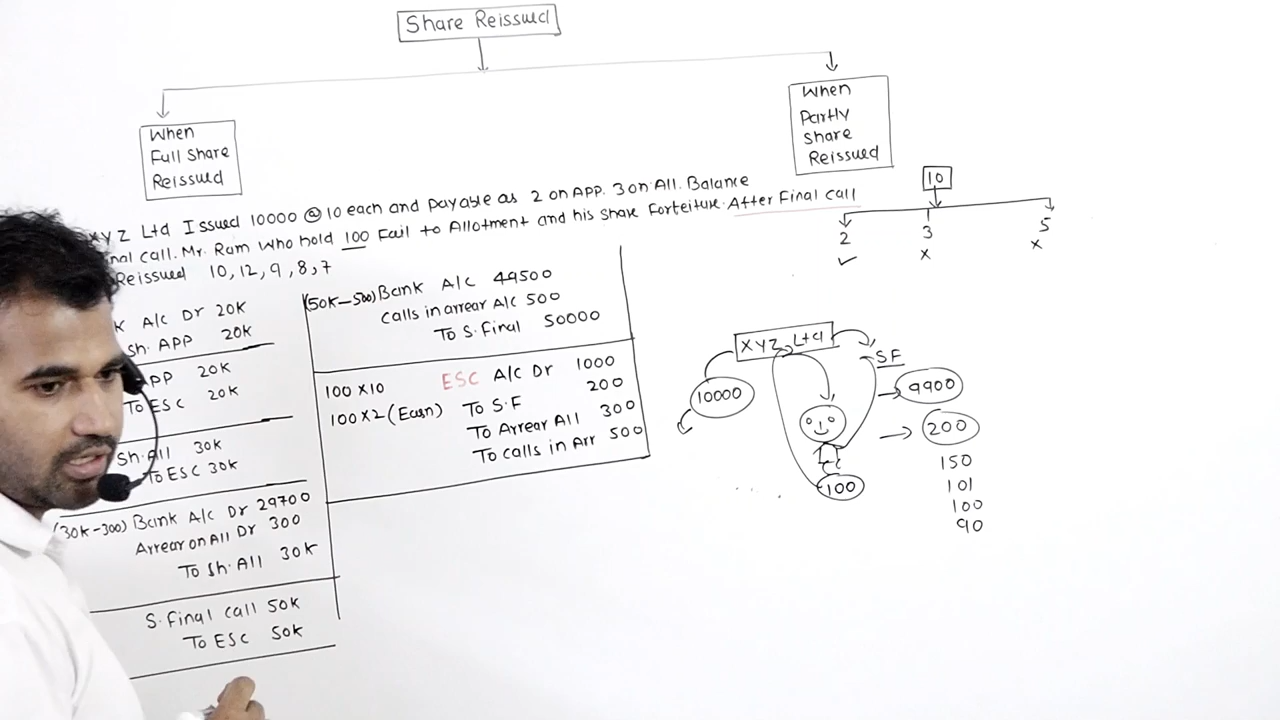 Share Reissued
When
Full Share
Reissued
When
Partly
Share
Reissued
XYZ Ltd Issued 10000 @ 10 each and payable as 2 on APP. 3 on All. Balance
nal call. Mr. Ram who hold 100 Fail to Allotment and his share Forfeiture. After Final call
Reissued 10, 12, 9, 8, 7
10
2 3 5
✓ x x
K A/C Dr 20K
sh. APP 20K
APP 20K
To ESC 20K
sh. All 30K
To ESC 30K
(30K-300) Bank A/C Dr 29700
Arrear on All Dr 300
To sh. All 30K
S. Final call 50K
To ESC 50K
(50K-500) Bank A/C 49500
Calls in arrear A/C 500
To S. Final 50000
100 x 10 ESC A/C Dr 1000
100 x 2 (Earn) To S.F 200
To Arrear All 300
To calls in Arr 500
XYZ Ltd
SF
10000
9900
200
100
150
101
100
90